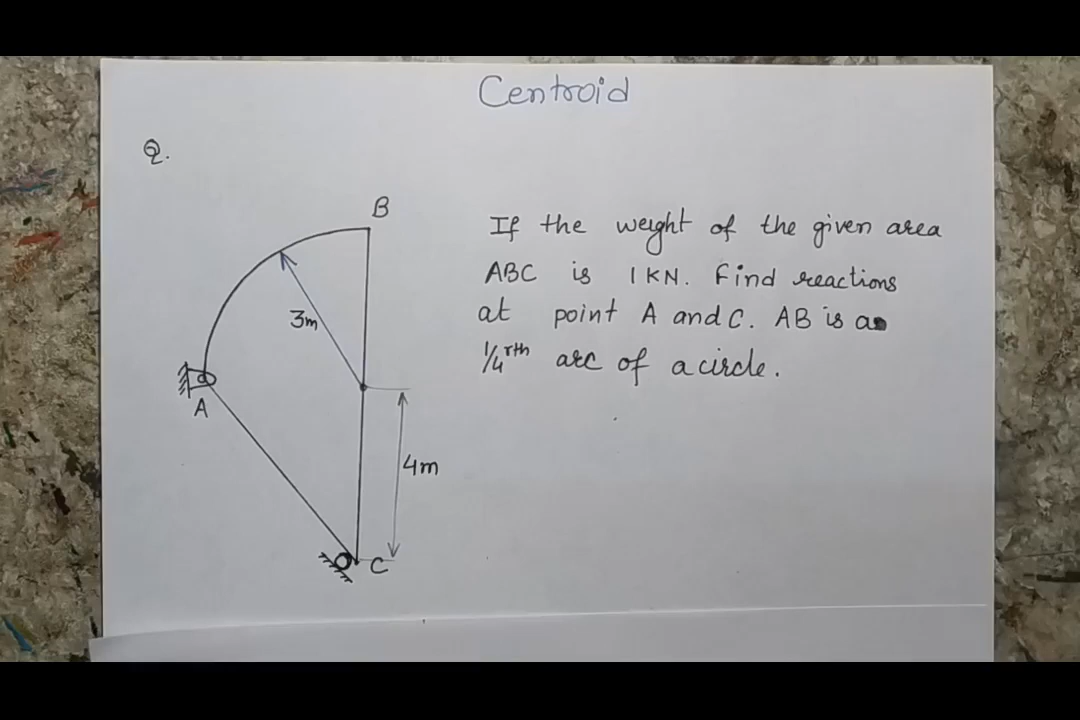 Centroid
Q.
B
3m
A
4m
C
If the weight of the given area
ABC is 1 KN. Find reactions
at point A and C. AB is a
1/4rth arc of a circle.